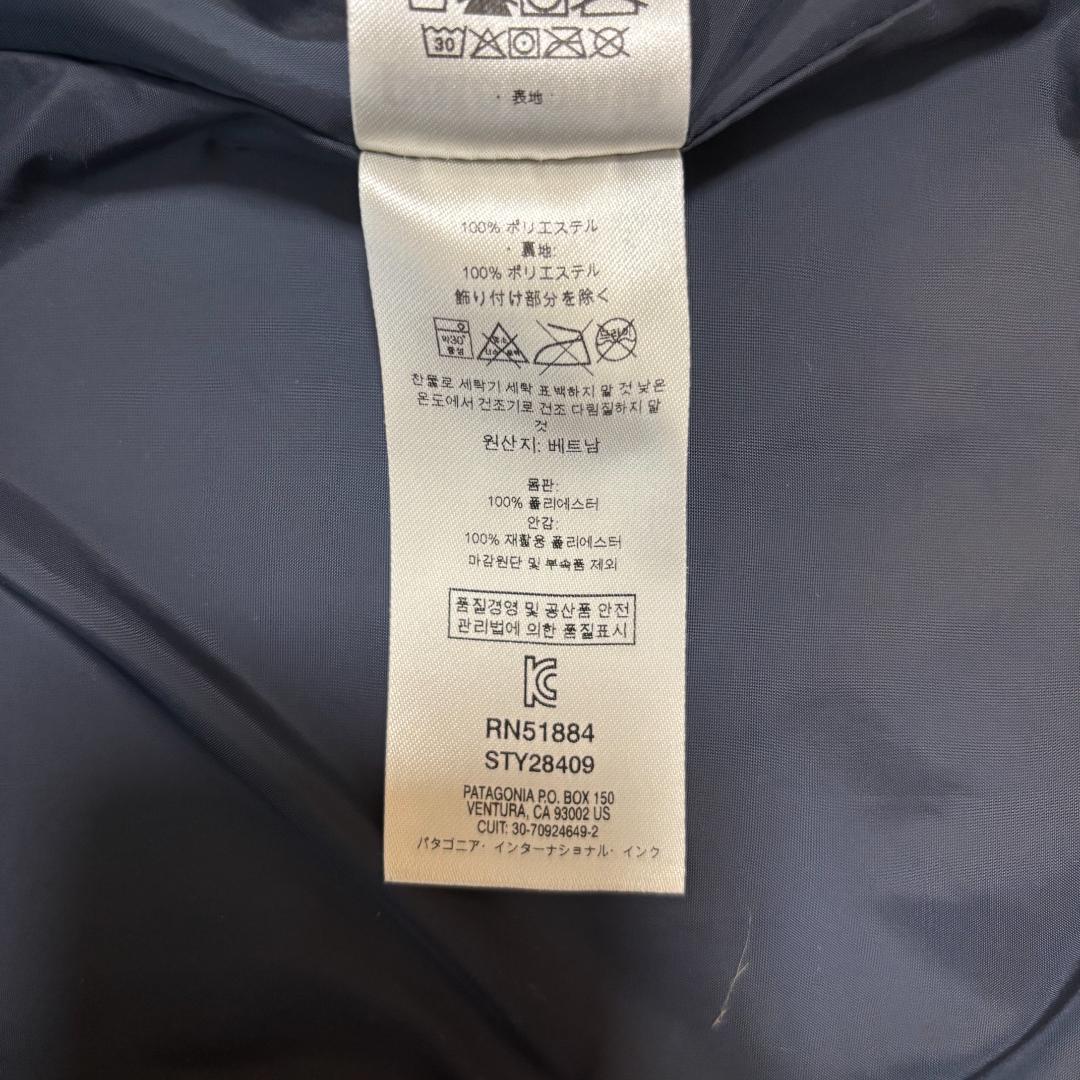 30
・表地
100% ポリエステル
・裏地:
100% ポリエステル
飾り付け部分を除く
약30°
중성
드라이
찬물로 세탁기 세탁 표백하지 말 것 낮은
온도에서 건조기로 건조 다림질하지 말
것
원산지: 베트남
몸판:
100% 폴리에스터
안감:
100% 재활용 폴리에스터
마감원단 및 부속품 제외
품질경영 및 공산품 안전
관리법에 의한 품질표시
RN51884
STY28409
PATAGONIA P.O. BOX 150
VENTURA, CA 93002 US
CUIT: 30-70924649-2
パタゴニア・インターナショナル・インク